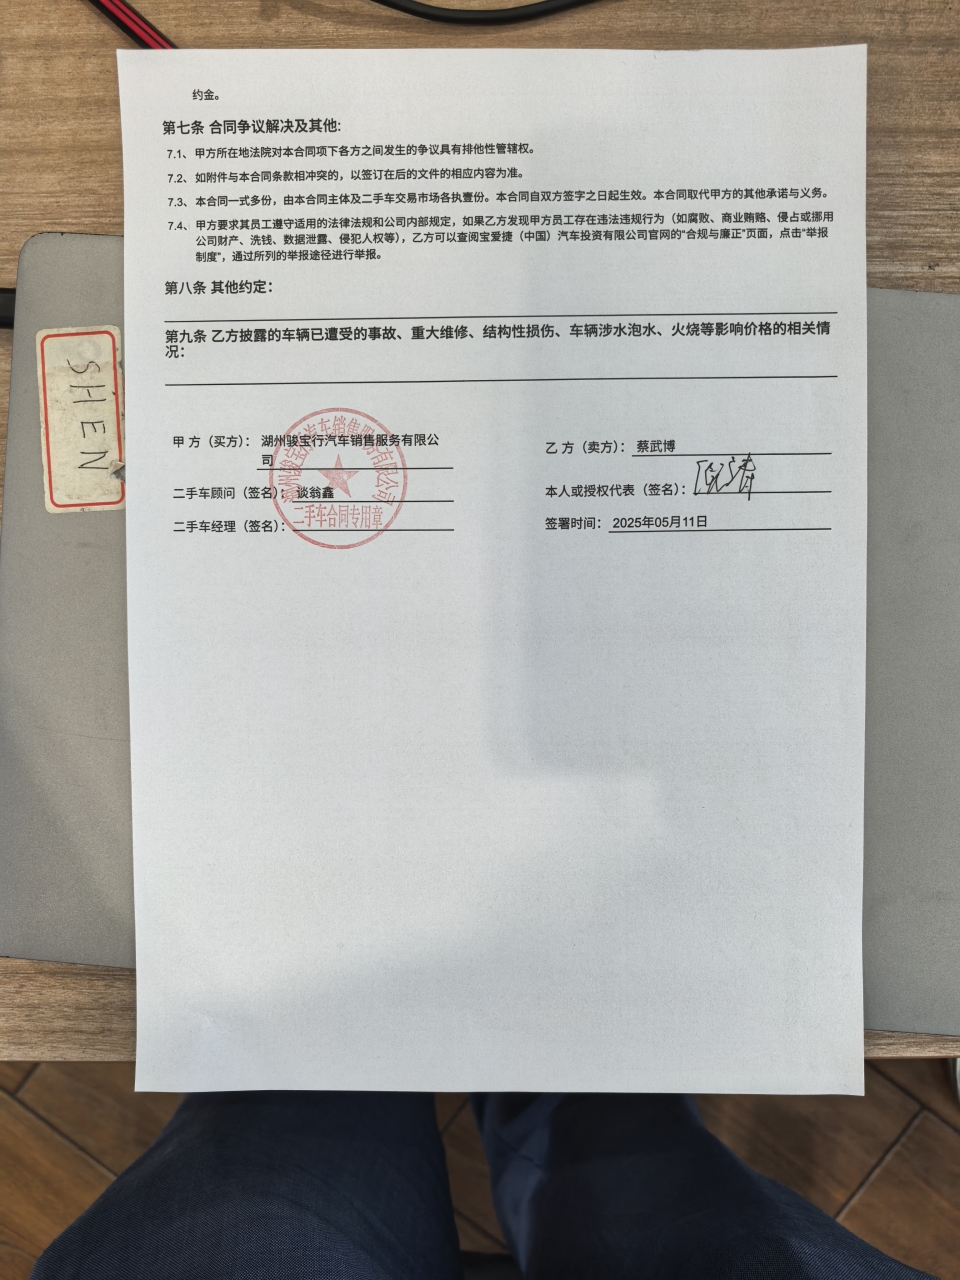 约金。
第七条 合同争议解决及其他:
7.1、 甲方所在地法院对本合同项下各方之间发生的争议具有排他性管辖权。
7.2、 如附件与本合同条款相冲突的，以签订在后的文件的相应内容为准。
7.3、 本合同一式多份，由本合同主体及二手车交易市场各执壹份。本合同自双方签字之日起生效。本合同取代甲方的其他承诺与义务。
7.4、 甲方要求其员工遵守适用的法律法规和公司内部规定，如果乙方发现甲方员工存在违法违规行为（如腐败、商业贿赂、侵占或挪用
公司财产、洗钱、数据泄露、侵犯人权等），乙方可以查阅宝爱捷（中国）汽车投资有限公司官网的“合规与廉正”页面，点击“举报
制度”，通过所列的举报途径进行举报。
第八条 其他约定：
第九条 乙方披露的车辆已遭受的事故、重大维修、结构性损伤、车辆涉水泡水、火烧等影响价格的相关情
况：
甲 方（买方）： 湖州骏宝行汽车销售服务有限公
司
二手车顾问（签名）： 谈翁鑫
二手车经理（签名）：
湖州骏宝行汽车销售服务有限公司
二手车合同专用章
乙 方（卖方）： 蔡武博
本人或授权代表（签名）：
签署时间： 2025年05月11日
SHEN